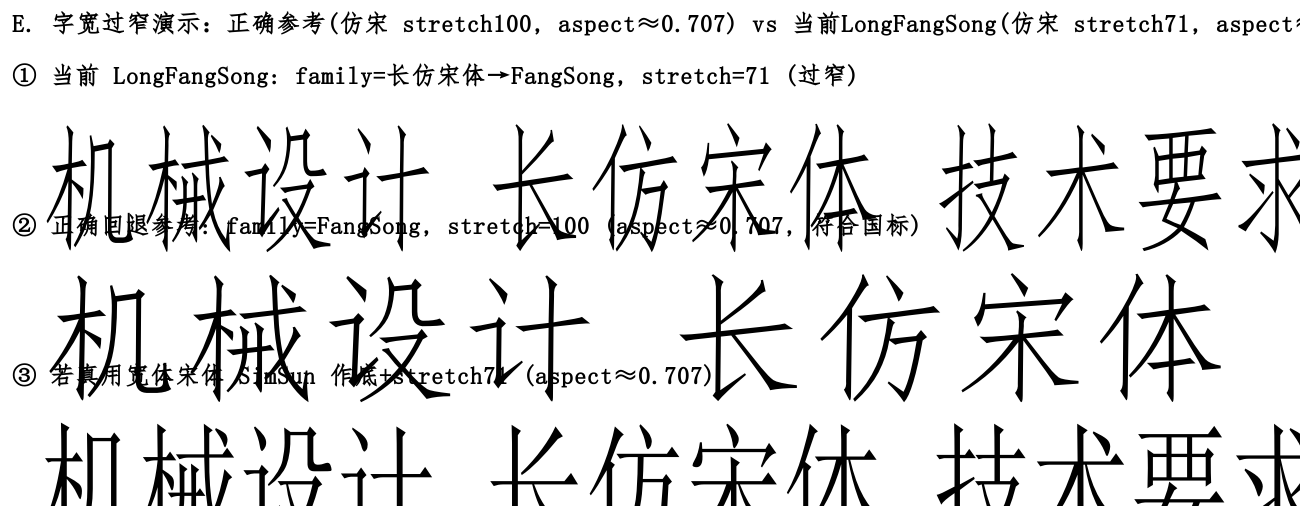 E. 字宽过窄演示: 正确参考(仿宋 stretch100, aspect≈0.707) vs 当前LongFangSong(仿宋 stretch71, aspect≈
① 当前 LongFangSong: family=长仿宋体→FangSong, stretch=71 (过窄)
机械设计 长仿宋体 技术要求
② 正确回退参考: family=FangSong, stretch=100 (aspect≈0.707, 符合国标)
机械设计 长仿宋体
③ 若真用宽体宋体 SimSun 作底+stretch71 (aspect≈0.707)
机械设计 长仿宋体 技术要求